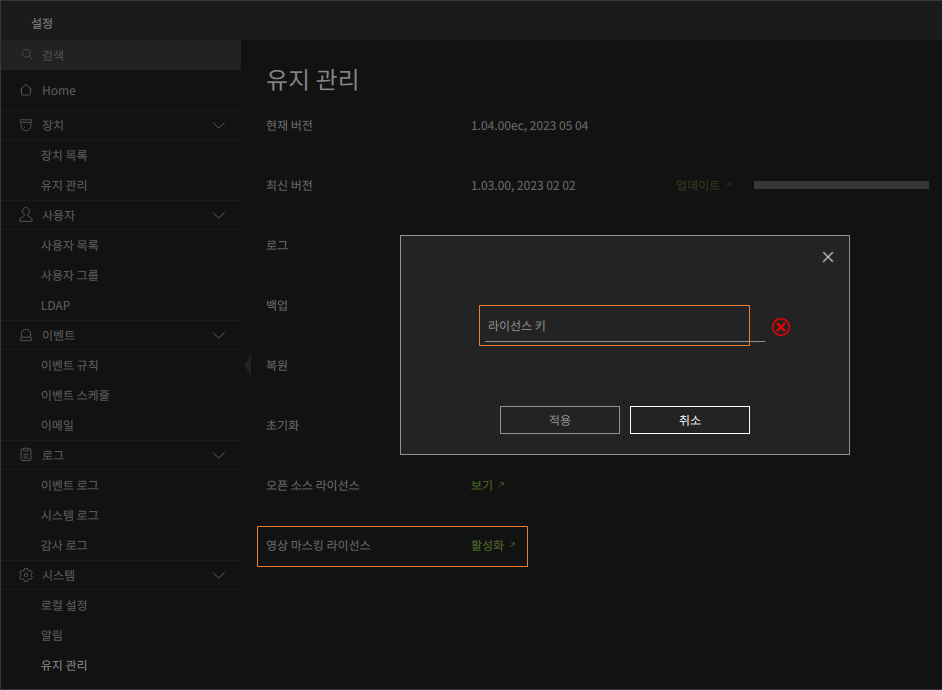 설정
검색
Home
장치
장치 목록
유지 관리
사용자
사용자 목록
사용자 그룹
LDAP
이벤트
이벤트 규칙
이벤트 스케줄
이메일
로그
이벤트 로그
시스템 로그
감사 로그
시스템
로컬 설정
알림
유지 관리
유지 관리
현재 버전 1.04.00ec, 2023 05 04
최신 버전 1.03.00, 2023 02 02 업데이트
로그
백업
복원
초기화
오픈 소스 라이선스 보기
영상 마스킹 라이선스 활성화
라이선스 키
적용 취소